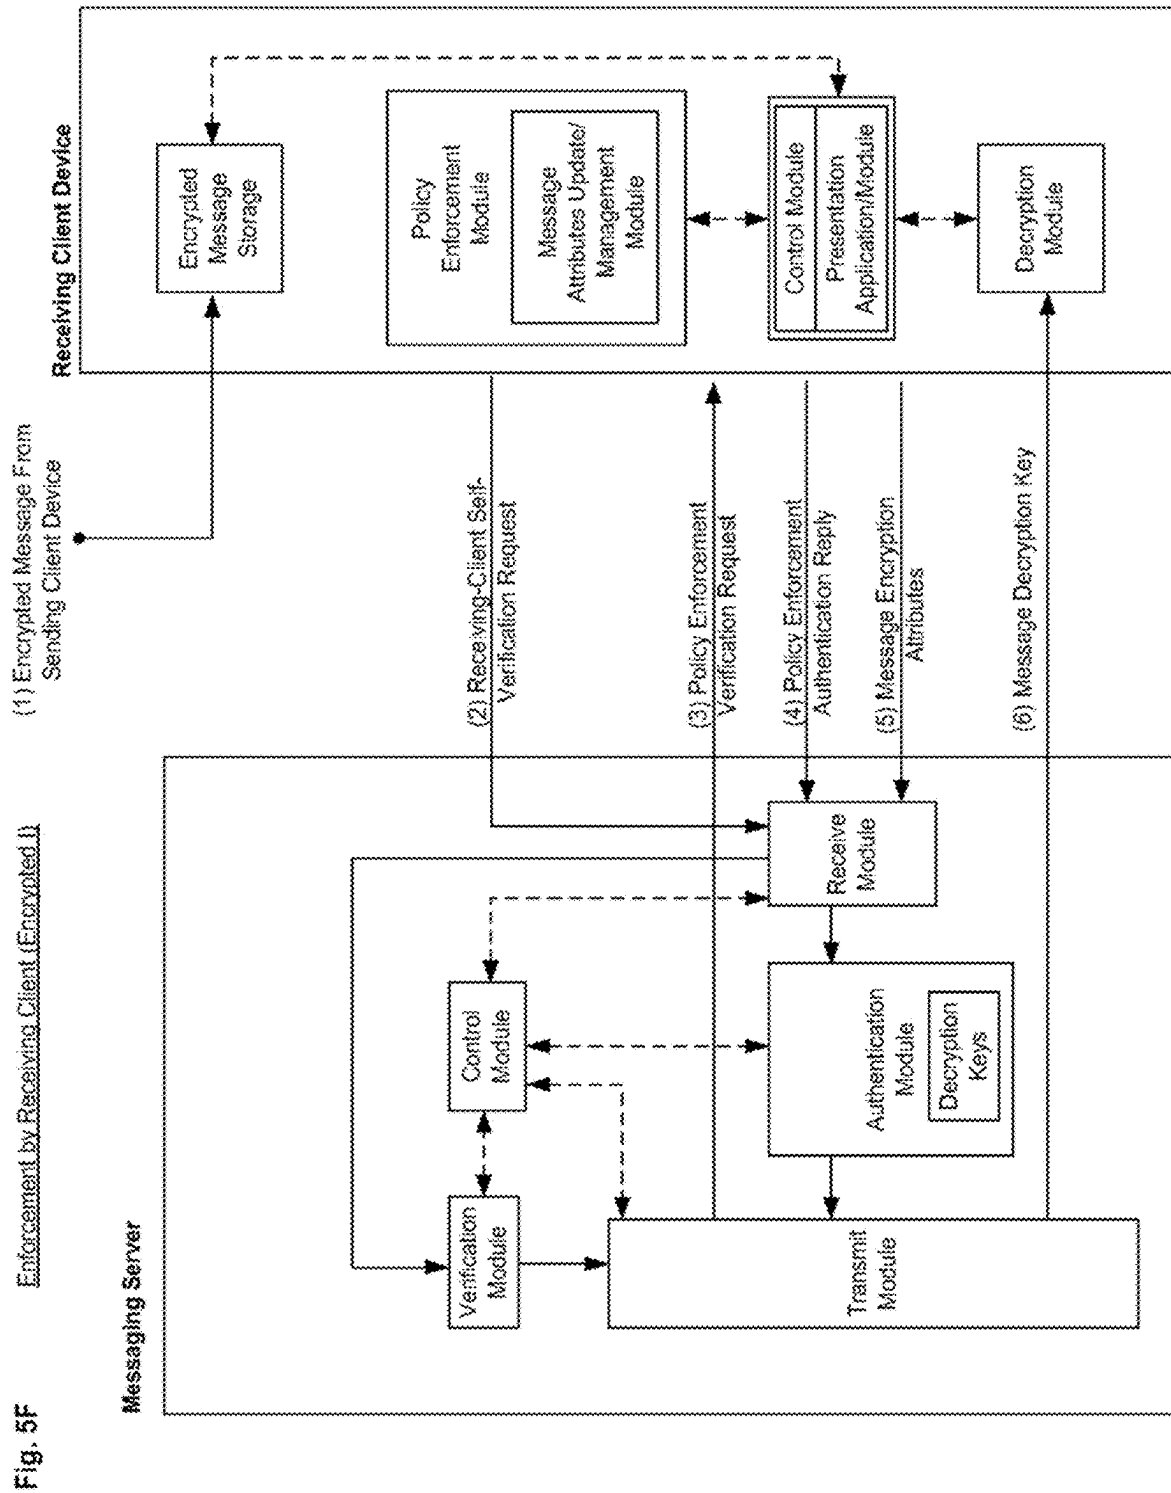 Fig. 5F
Enforcement by Receiving Client (Encrypted I)
Messaging Server
Verification
Module
Control
Module
Transmit
Module
Authentication
Module
Decryption
Keys
Receive
Module
(1) Encrypted Message From
Sending Client Device
(2) Receiving-Client Self-
Verification Request
(3) Policy Enforcement
Verification Request
(4) Policy Enforcement
Authentication Reply
(5) Message Encryption
Attributes
(6) Message Decryption Key
Receiving Client Device
Encrypted
Message
Storage
Policy
Enforcement
Module
Message
Attributes Update/
Management
Module
Control Module
Presentation
Application/Module
Decryption
Module